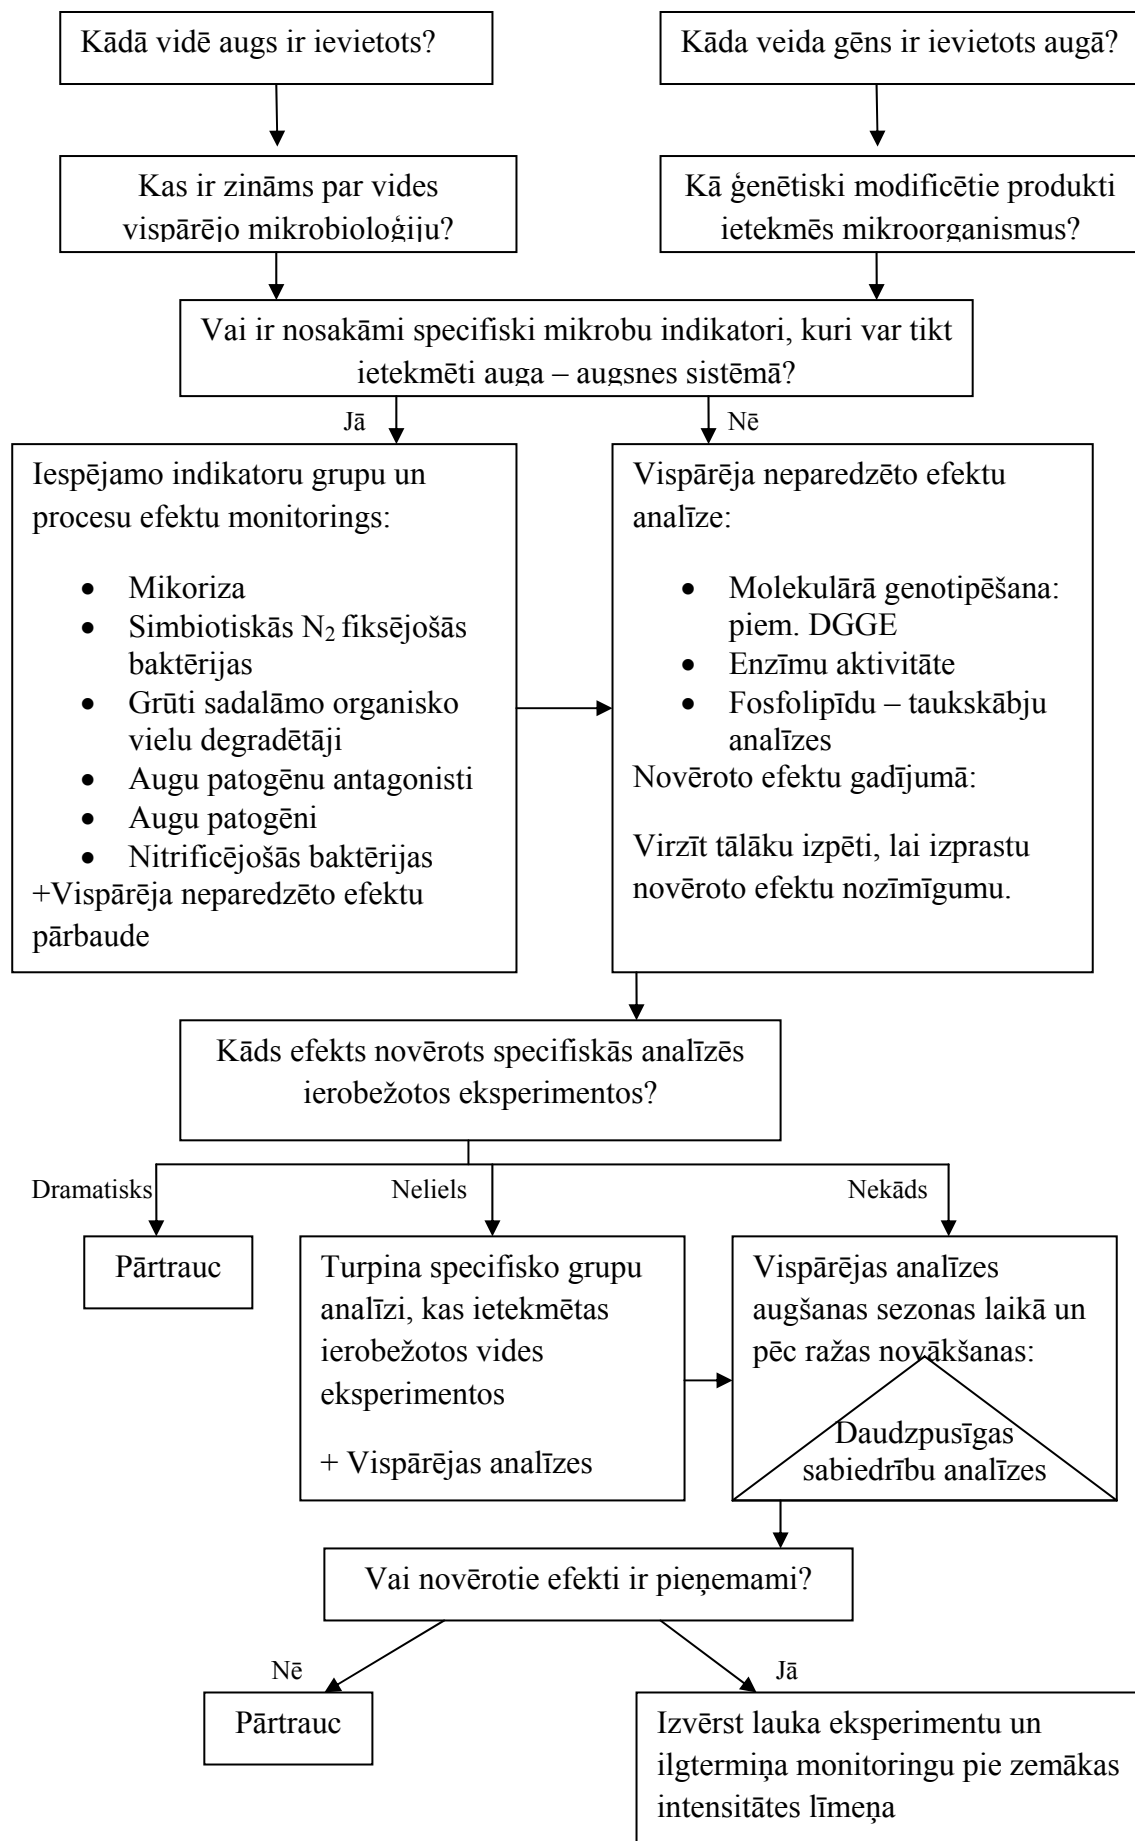 Kādā vidē augs ir ievietots?
Kāda veida gēns ir ievietots augā?
Kas ir zināms par vides
vispārējo mikrobioloģiju?
Kā ģenētiski modificētie produkti
ietekmēs mikroorganismus?
Vai ir nosakāmi specifiski mikrobu indikatori, kuri var tikt
ietekmēti auga – augsnes sistēmā?
Jā
Nē
Iespējamo indikatoru grupu un
procesu efektu monitorings:
• Mikoriza
• Simbiotiskās N₂ fiksējošās
baktērijas
• Grūti sadalāmo organisko
vielu degradētāji
• Augu patogēnu antagonisti
• Augu patogēni
• Nitrificējošās baktērijas
+Vispārēja neparedzēto efektu
pārbaude
Vispārēja neparedzēto efektu
analīze:
• Molekulārā genotipēšana:
piem. DGGE
• Enzīmu aktivitāte
• Fosfolipīdu – taukskābju
analīzes
Novēroto efektu gadījumā:
Virzīt tālāku izpēti, lai izprastu
novēroto efektu nozīmīgumu.
Kāds efekts novērots specifiskās analīzēs
ierobežotos eksperimentos?
Dramatisks
Neliels
Nekāds
Pārtrauc
Turpina specifisko grupu
analīzi, kas ietekmētas
ierobežotos vides
eksperimentos
+ Vispārējas analīzes
Vispārējas analīzes
augšanas sezonas laikā un
pēc ražas novākšanas:
Daudzpusīgas
sabiedrību analīzes
Vai novērotie efekti ir pieņemami?
Nē
Jā
Pārtrauc
Izvērst lauka eksperimentu un
ilgtermiņa monitoringu pie zemākas
intensitātes līmeņa